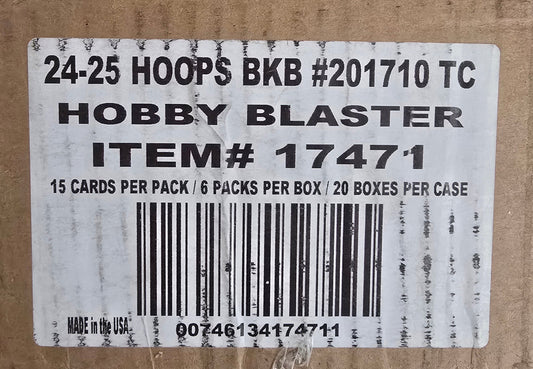 24-25 HOOPS BKB #201710 TC
HOBBY BLASTER
ITEM# 17471
15 CARDS PER PACK / 6 PACKS PER BOX / 20 BOXES PER CASE
MADE in the USA
00746134174711